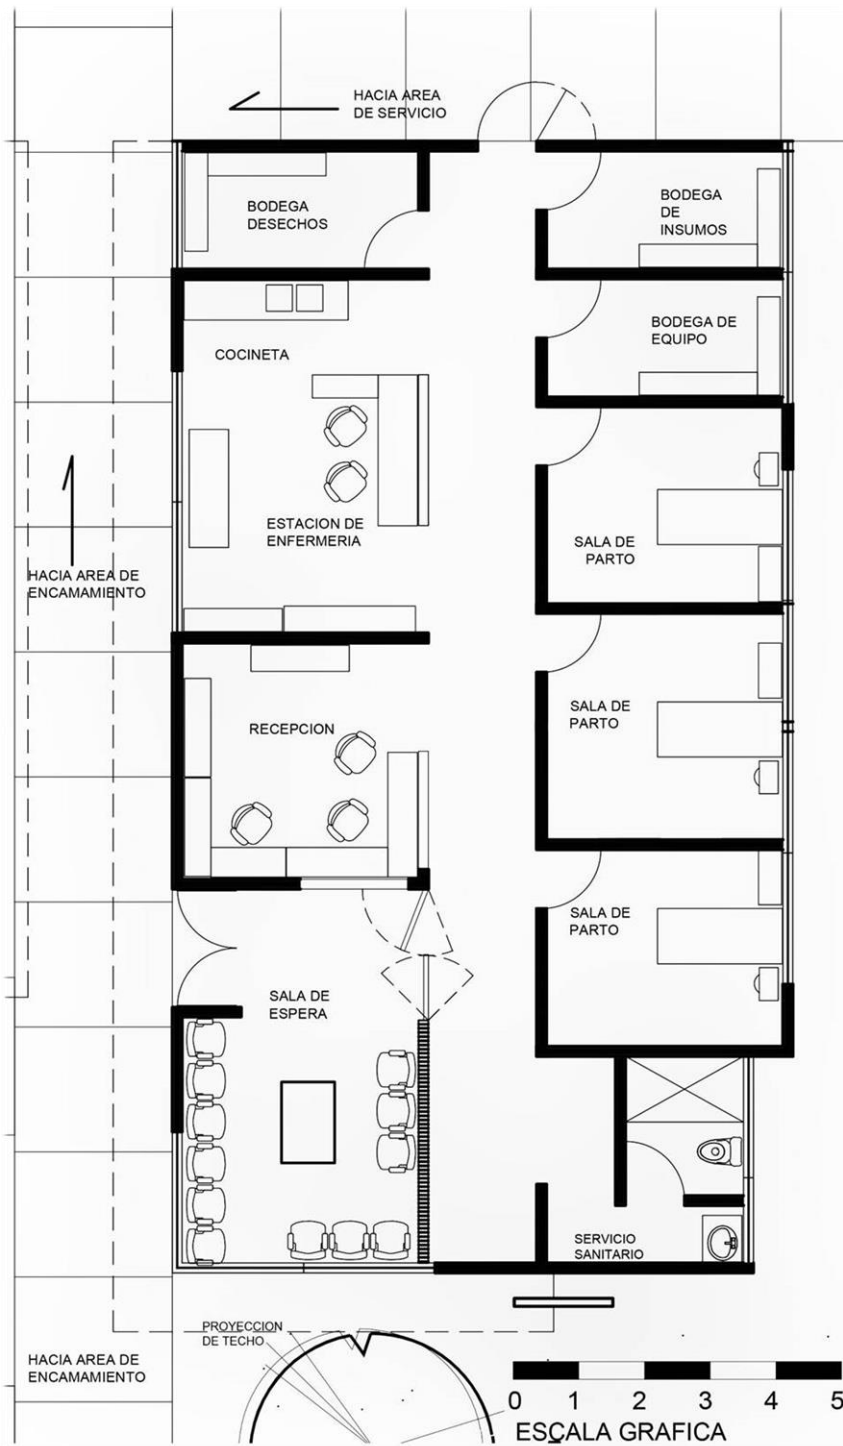 HACIA AREA
DE SERVICIO
BODEGA
DESECHOS
BODEGA
DE
INSUMOS
COCINETA
BODEGA DE
EQUIPO
ESTACION DE
ENFERMERIA
SALA DE
PARTO
HACIA AREA DE
ENCAMAMIENTO
RECEPCION
SALA DE
PARTO
SALA DE
PARTO
SALA DE
ESPERA
SERVICIO
SANITARIO
PROYECCION
DE TECHO
HACIA AREA DE
ENCAMAMIENTO
0 1 2 3 4 5
ESCALA GRAFICA